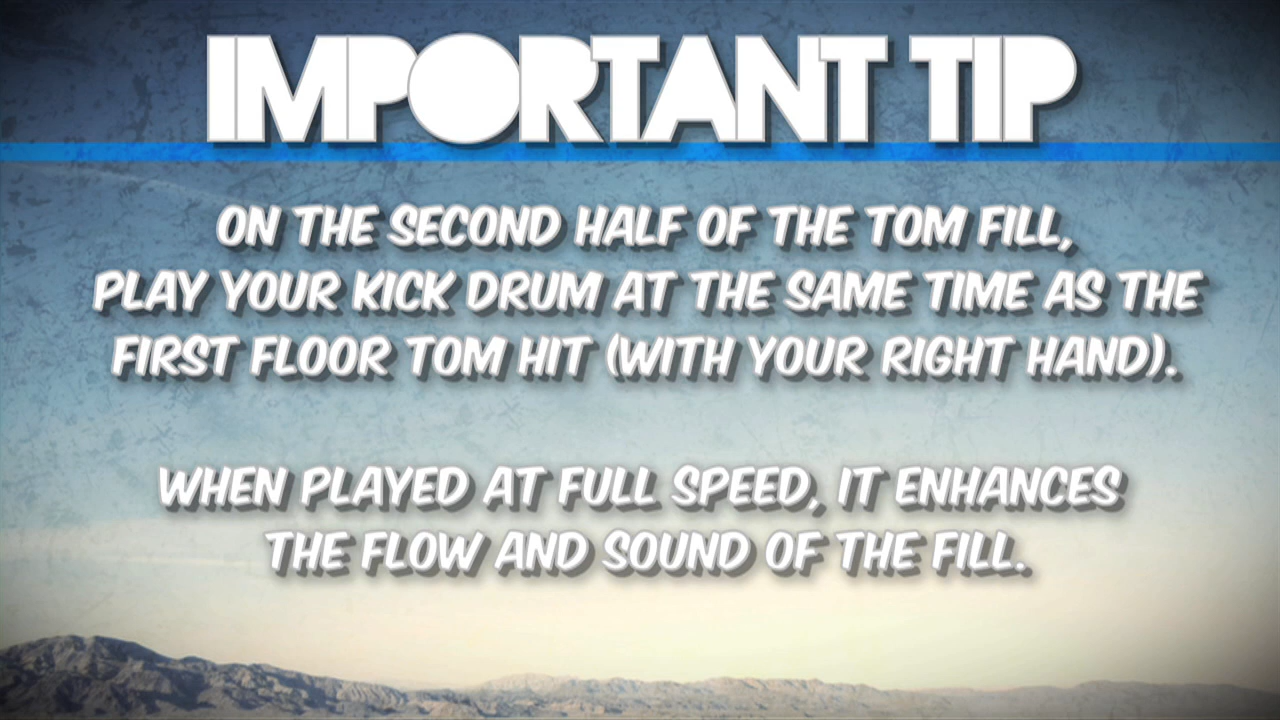 IMPORTANT TIP
ON THE SECOND HALF OF THE TOM FILL,
PLAY YOUR KICK DRUM AT THE SAME TIME AS THE
FIRST FLOOR TOM HIT (WITH YOUR RIGHT HAND).
WHEN PLAYED AT FULL SPEED, IT ENHANCES
THE FLOW AND SOUND OF THE FILL.